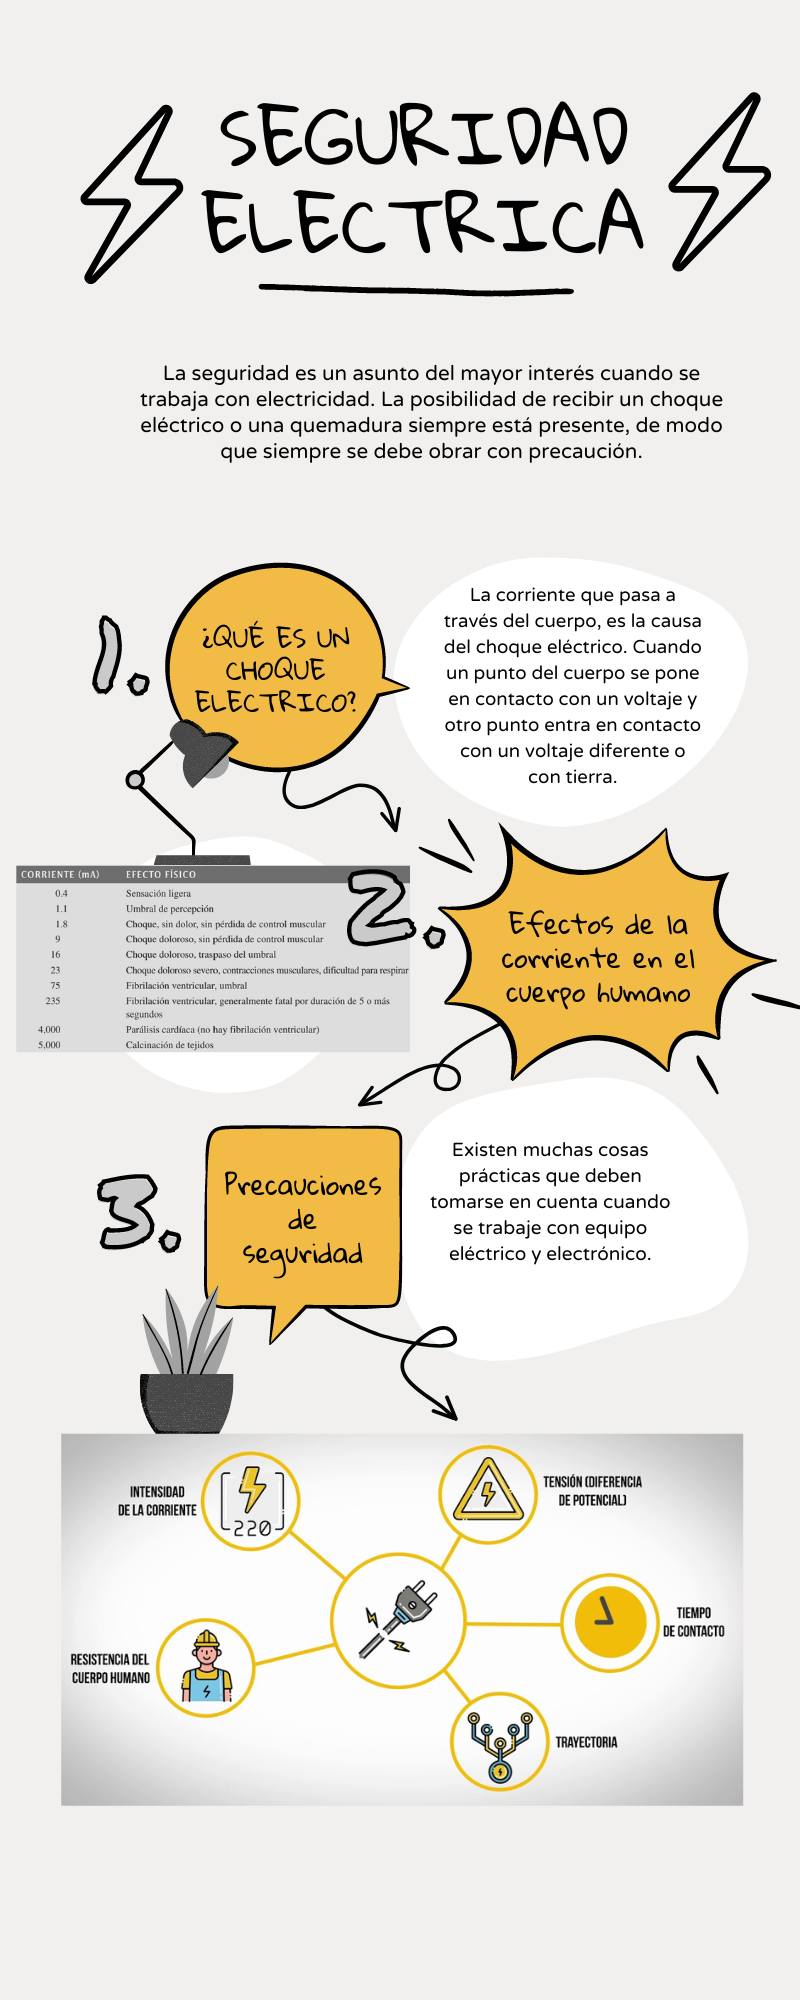 SEGURIDAD
ELECTRICA
La seguridad es un asunto del mayor interés cuando se
trabaja con electricidad. La posibilidad de recibir un choque
eléctrico o una quemadura siempre está presente, de modo
que siempre se debe obrar con precaución.
1.
¿QUÉ ES UN
CHOQUE
ELECTRICO?
La corriente que pasa a
través del cuerpo, es la causa
del choque eléctrico. Cuando
un punto del cuerpo se pone
en contacto con un voltaje y
otro punto entra en contacto
con un voltaje diferente o
con tierra.
2.
Efectos de la
corriente en el
cuerpo humano
CORRIENTE (mA) EFECTO FÍSICO
0.4 Sensación ligera
1.1 Umbral de percepción
1.8 Choque, sin dolor, sin pérdida de control muscular
9 Choque doloroso, sin pérdida de control muscular
16 Choque doloroso, traspaso del umbral
23 Choque doloroso severo, contracciones musculares, dificultad para respirar
75 Fibrilación ventricular, umbral
235 Fibrilación ventricular, generalmente fatal por duración de 5 o más
segundos
4,000 Parálisis cardíaca (no hay fibrilación ventricular)
5,000 Calcinación de tejidos
3.
Precauciones
de
seguridad
Existen muchas cosas
prácticas que deben
tomarse en cuenta cuando
se trabaje con equipo
eléctrico y electrónico.
INTENSIDAD
DE LA CORRIENTE
220
TENSIÓN (DIFERENCIA
DE POTENCIAL)
TIEMPO
DE CONTACTO
RESISTENCIA DEL
CUERPO HUMANO
TRAYECTORIA